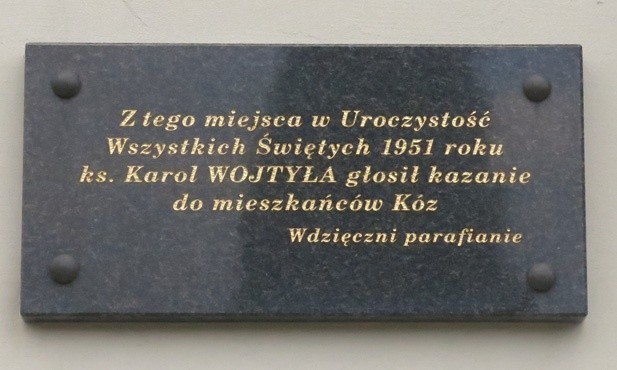 Z tego miejsca w Uroczystość
Wszystkich Świętych 1951 roku
ks. Karol WOJTYŁA głosił kazanie
do mieszkańców Kóz
Wdzięczni parafianie